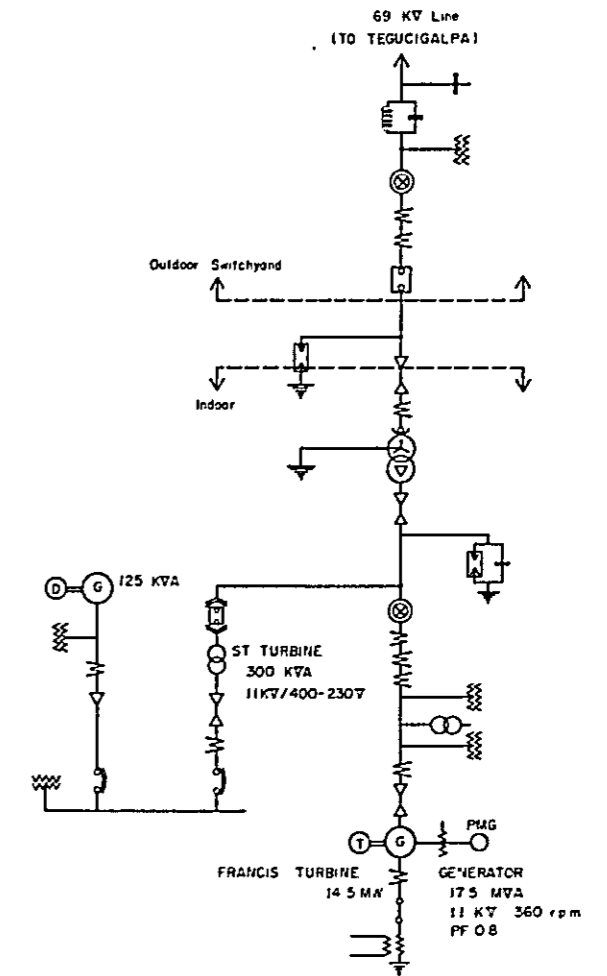 69 KV Line
(TO TEGUCIGALPA)
Outdoor Switchyand
Indoor
D
G
125 KVA
ST TURBINE
300 KVA
11KV/400-230V
PMG
T
G
FRANCIS TURBINE
14.5 MW
GENERATOR
17.5 MVA
11 KV 360 rpm
PF 0.8